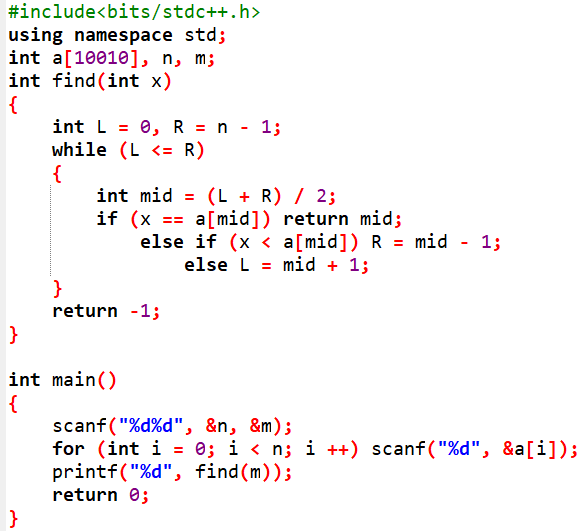 #include<bits/stdc++.h>
using namespace std;
int a[10010], n, m;
int find(int x)
{
    int L = 0, R = n - 1;
    while (L <= R)
    {
        int mid = (L + R) / 2;
        if (x == a[mid]) return mid;
            else if (x < a[mid]) R = mid - 1;
                else L = mid + 1;
    }
    return -1;
}

int main()
{
    scanf("%d%d", &n, &m);
    for (int i = 0; i < n; i ++) scanf("%d", &a[i]);
    printf("%d", find(m));
    return 0;
}